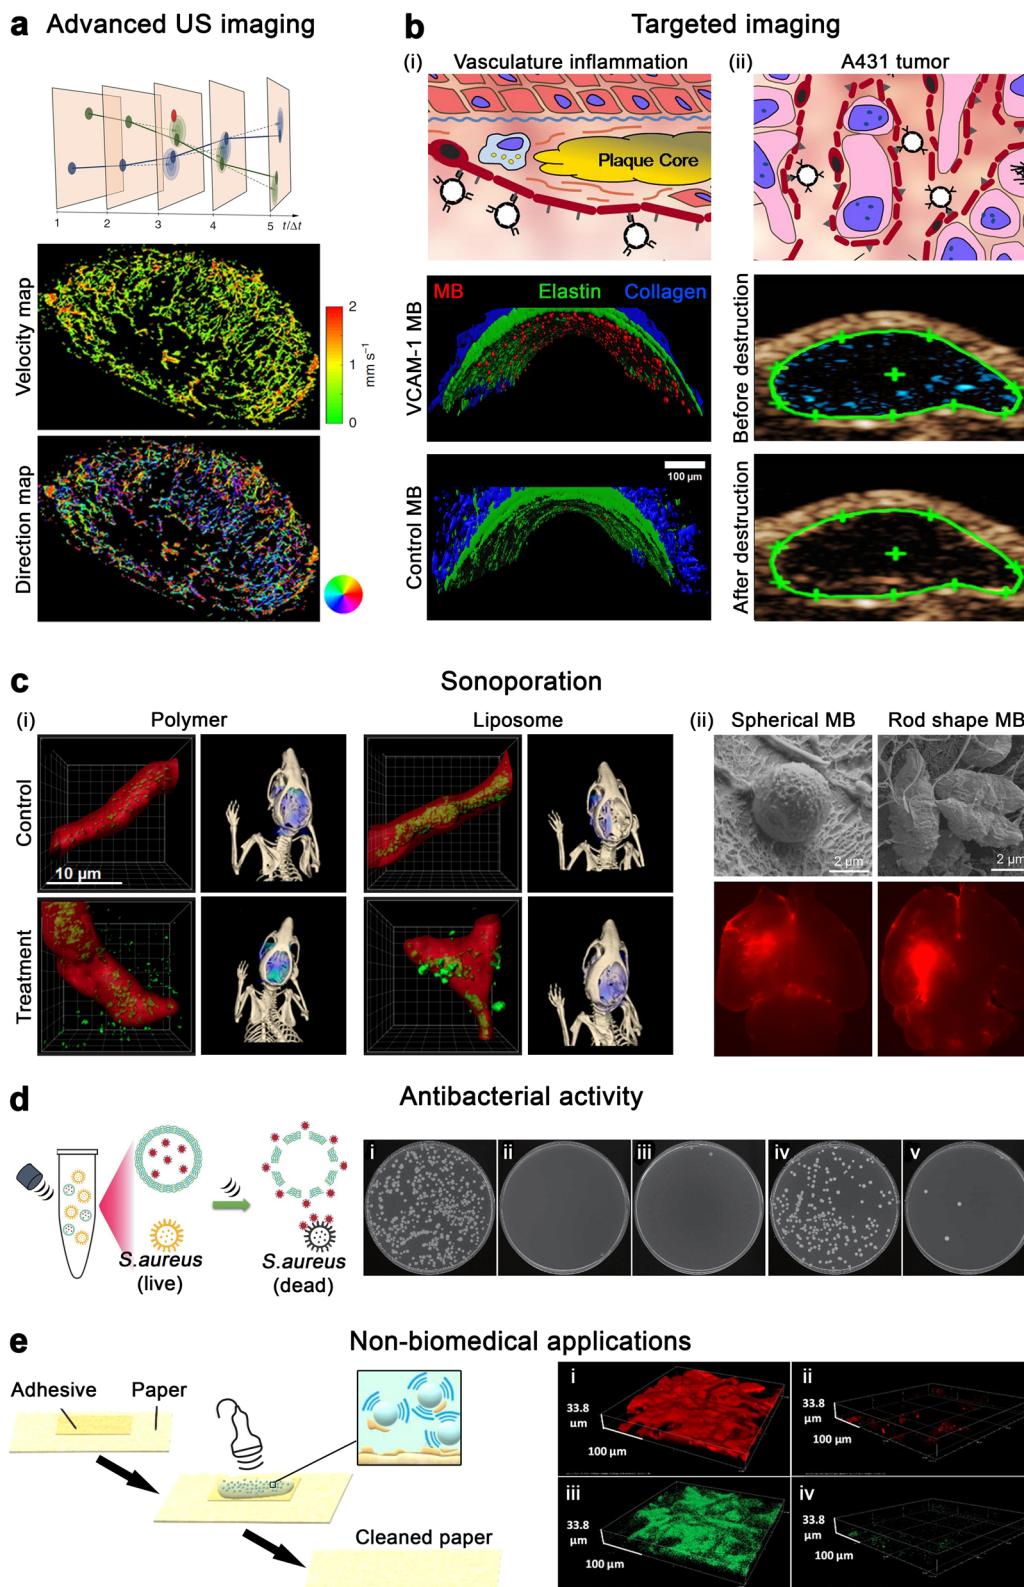 a Advanced US imaging
1 2 3 4 5 t/Δt
Velocity map
2
1
0
mm s⁻¹
Direction map
b Targeted imaging
(i) Vasculature inflammation
Plaque Core
VCAM-1 MB
MB Elastin Collagen
Control MB
100 µm
(ii) A431 tumor
Before destruction
After destruction
c Sonoporation
(i) Polymer Liposome
Control
10 µm
Treatment
(ii) Spherical MB Rod shape MB
2 µm
2 µm
d Antibacterial activity
S.aureus
(live)
S.aureus
(dead)
i ii iii iv v
e Non-biomedical applications
Adhesive Paper
Cleaned paper
i
33.8
µm
100 µm
ii
33.8
µm
100 µm
iii
33.8
µm
100 µm
iv
33.8
µm
100 µm